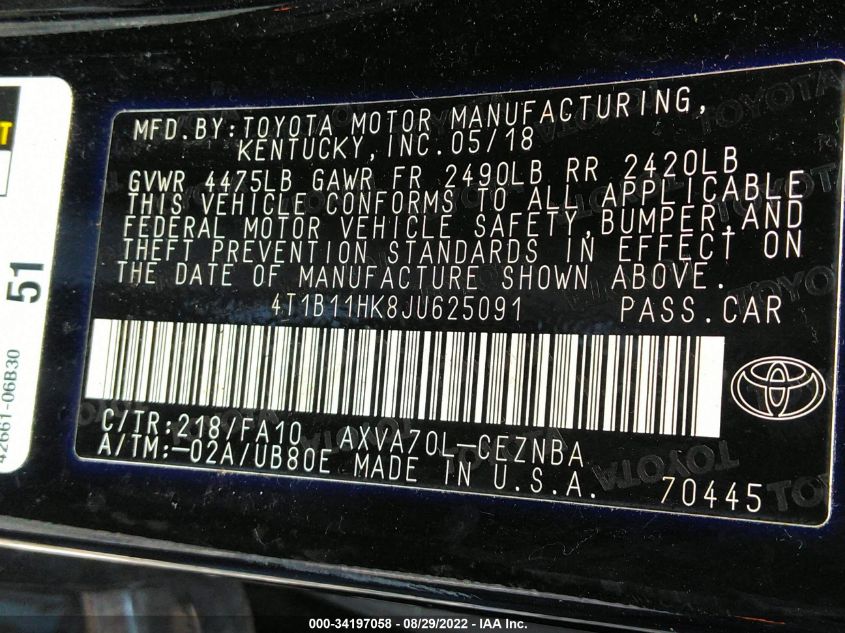 MFD.BY:TOYOTA MOTOR MANUFACTURING,
KENTUCKY,INC.05/18
GVWR 4475LB GAWR FR 2490LB RR 2420LB
THIS VEHICLE CONFORMS TO ALL APPLICABLE
FEDERAL MOTOR VEHICLE SAFETY,BUMPER,AND
THEFT PREVENTION STANDARDS IN EFFECT ON
THE DATE OF MANUFACTURE SHOWN ABOVE.
4T1B11HK8JU625091 PASS.CAR
C/TR:218/FA10 AXVA70L-CEZNBA
A/TM:-02A/UB80E MADE IN U.S.A. 70445
51
42661-06B30
TOYOTA
000-34197058 - 08/29/2022 - IAA Inc.